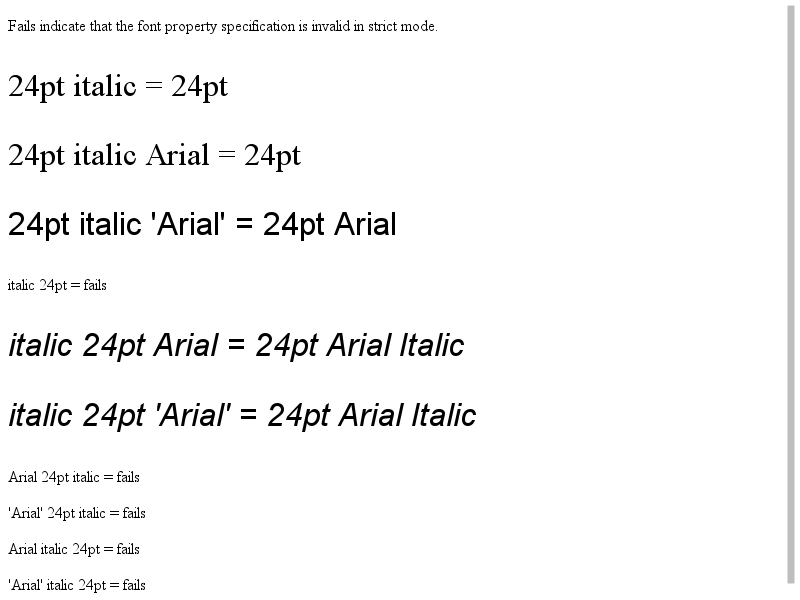 Fails indicate that the font property specification is invalid in strict mode.
24pt italic = 24pt
24pt italic Arial = 24pt
24pt italic 'Arial' = 24pt Arial
italic 24pt = fails
italic 24pt Arial = 24pt Arial Italic
italic 24pt 'Arial' = 24pt Arial Italic
Arial 24pt italic = fails
'Arial' 24pt italic = fails
Arial italic 24pt = fails
'Arial' italic 24pt = fails